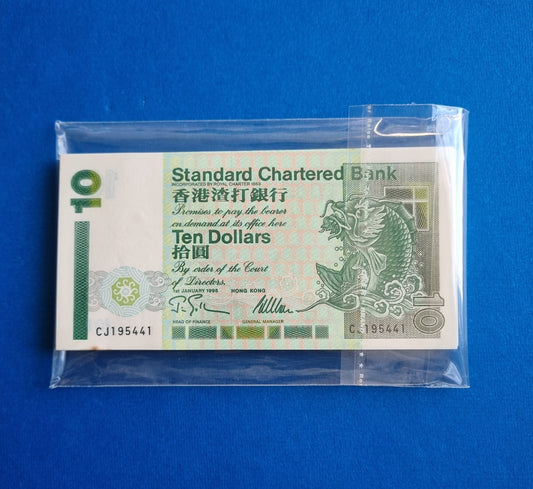 10
Standard Chartered Bank
INCORPORATED BY ROYAL CHARTER 1853
香港渣打銀行
Promises to pay the bearer
on demand at its office here
Ten Dollars
拾圓
By order of the Court
of Directors,
1st JANUARY 1995 HONG KONG
HEAD OF FINANCE GENERAL MANAGER
CJ195441 CJ195441
10